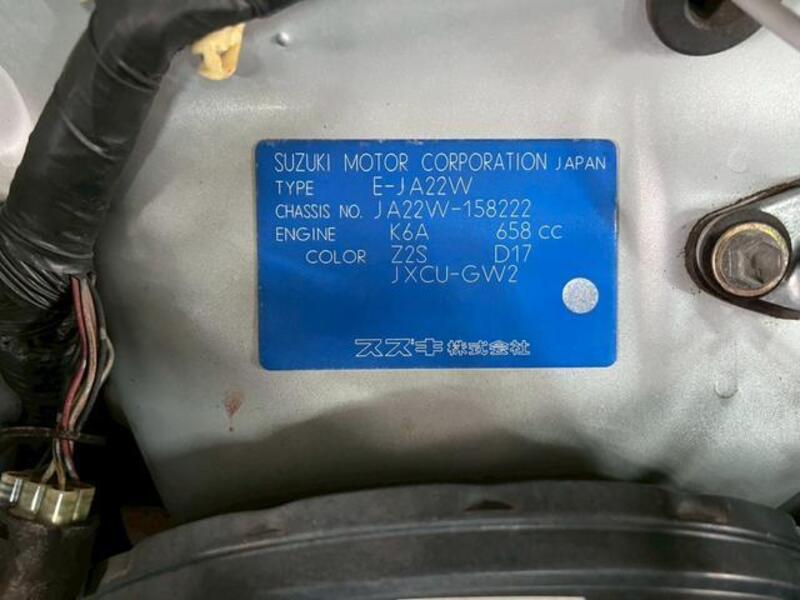 SUZUKI MOTOR CORPORATION JAPAN
TYPE E-JA22W
CHASSIS NO. JA22W-158222
ENGINE K6A 658 cc
COLOR Z2S D17
JXCU-GW2
スズキ株式会社